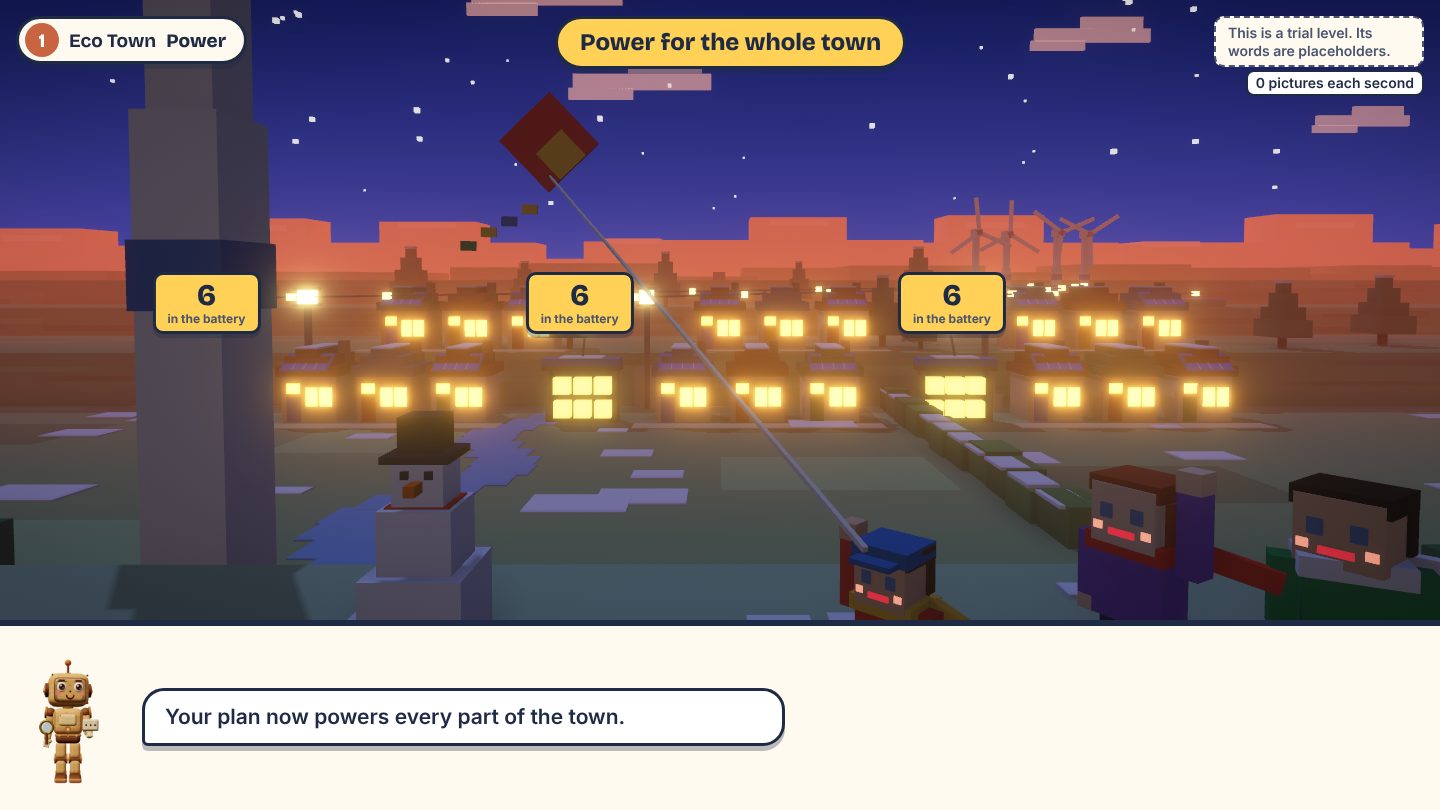 1 Eco Town Power
Power for the whole town
This is a trial level. Its
words are placeholders.
0 pictures each second
6
in the battery
6
in the battery
6
in the battery
Your plan now powers every part of the town.